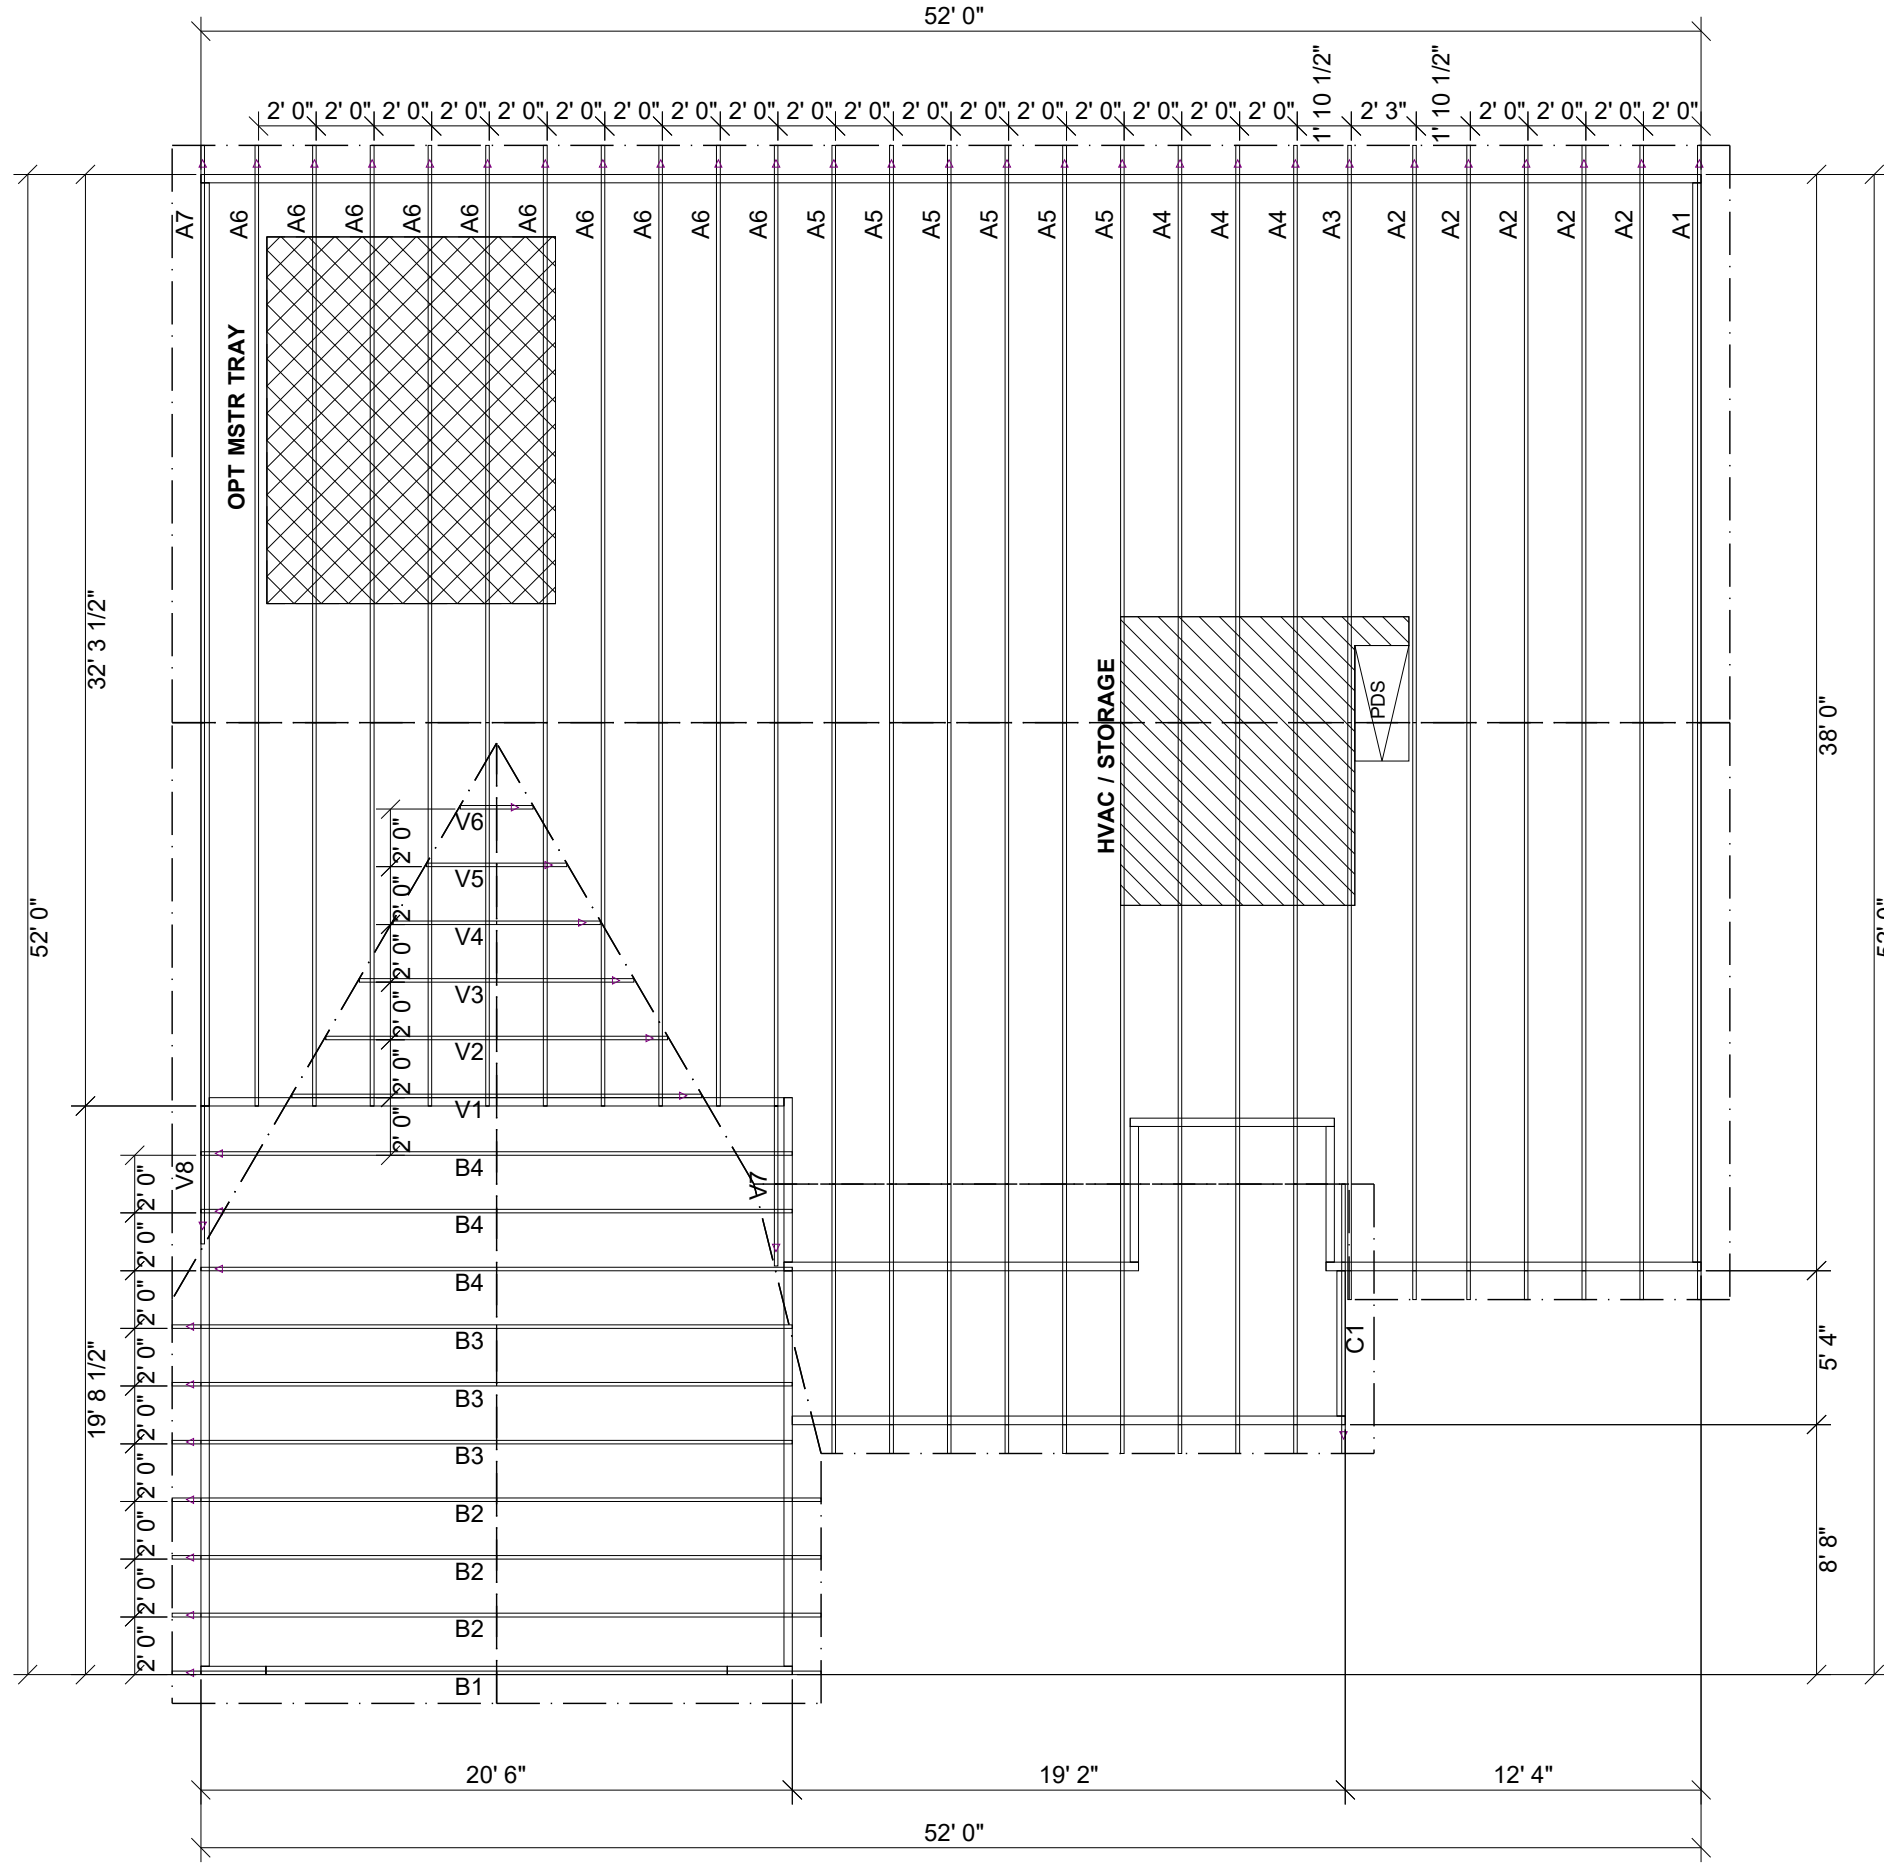 52' 0"
2' 0" 2' 0" 2' 0" 2' 0" 2' 0" 2' 0" 2' 0" 2' 0" 2' 0" 2' 0" 2' 0" 2' 0" 2' 0" 2' 0" 2' 0" 2' 0" 2' 0" 2' 0" 1' 10 1/2" 2' 3" 1' 10 1/2" 2' 0" 2' 0" 2' 0" 2' 0"
A7 A6 A6 A6 A6 A6 A6 A6 A6 A6 A6 A5 A5 A5 A5 A5 A5 A4 A4 A4 A3 A2 A2 A2 A2 A2 A1
OPT MSTR TRAY
32' 3 1/2"
HVAC / STORAGE
PDS
38' 0"
52' 0"
52' 0"
V6
2' 0"
V5
2' 0"
V4
2' 0"
V3
2' 0"
V2
2' 0"
V1
2' 0"
V8
V7
B4
2' 0"
B4
2' 0"
B4
2' 0"
B3
2' 0"
B3
2' 0"
B3
2' 0"
B2
2' 0"
B2
2' 0"
B2
2' 0"
B1
19' 8 1/2"
C1
5' 4"
8' 8"
20' 6"
19' 2"
12' 4"
52' 0"